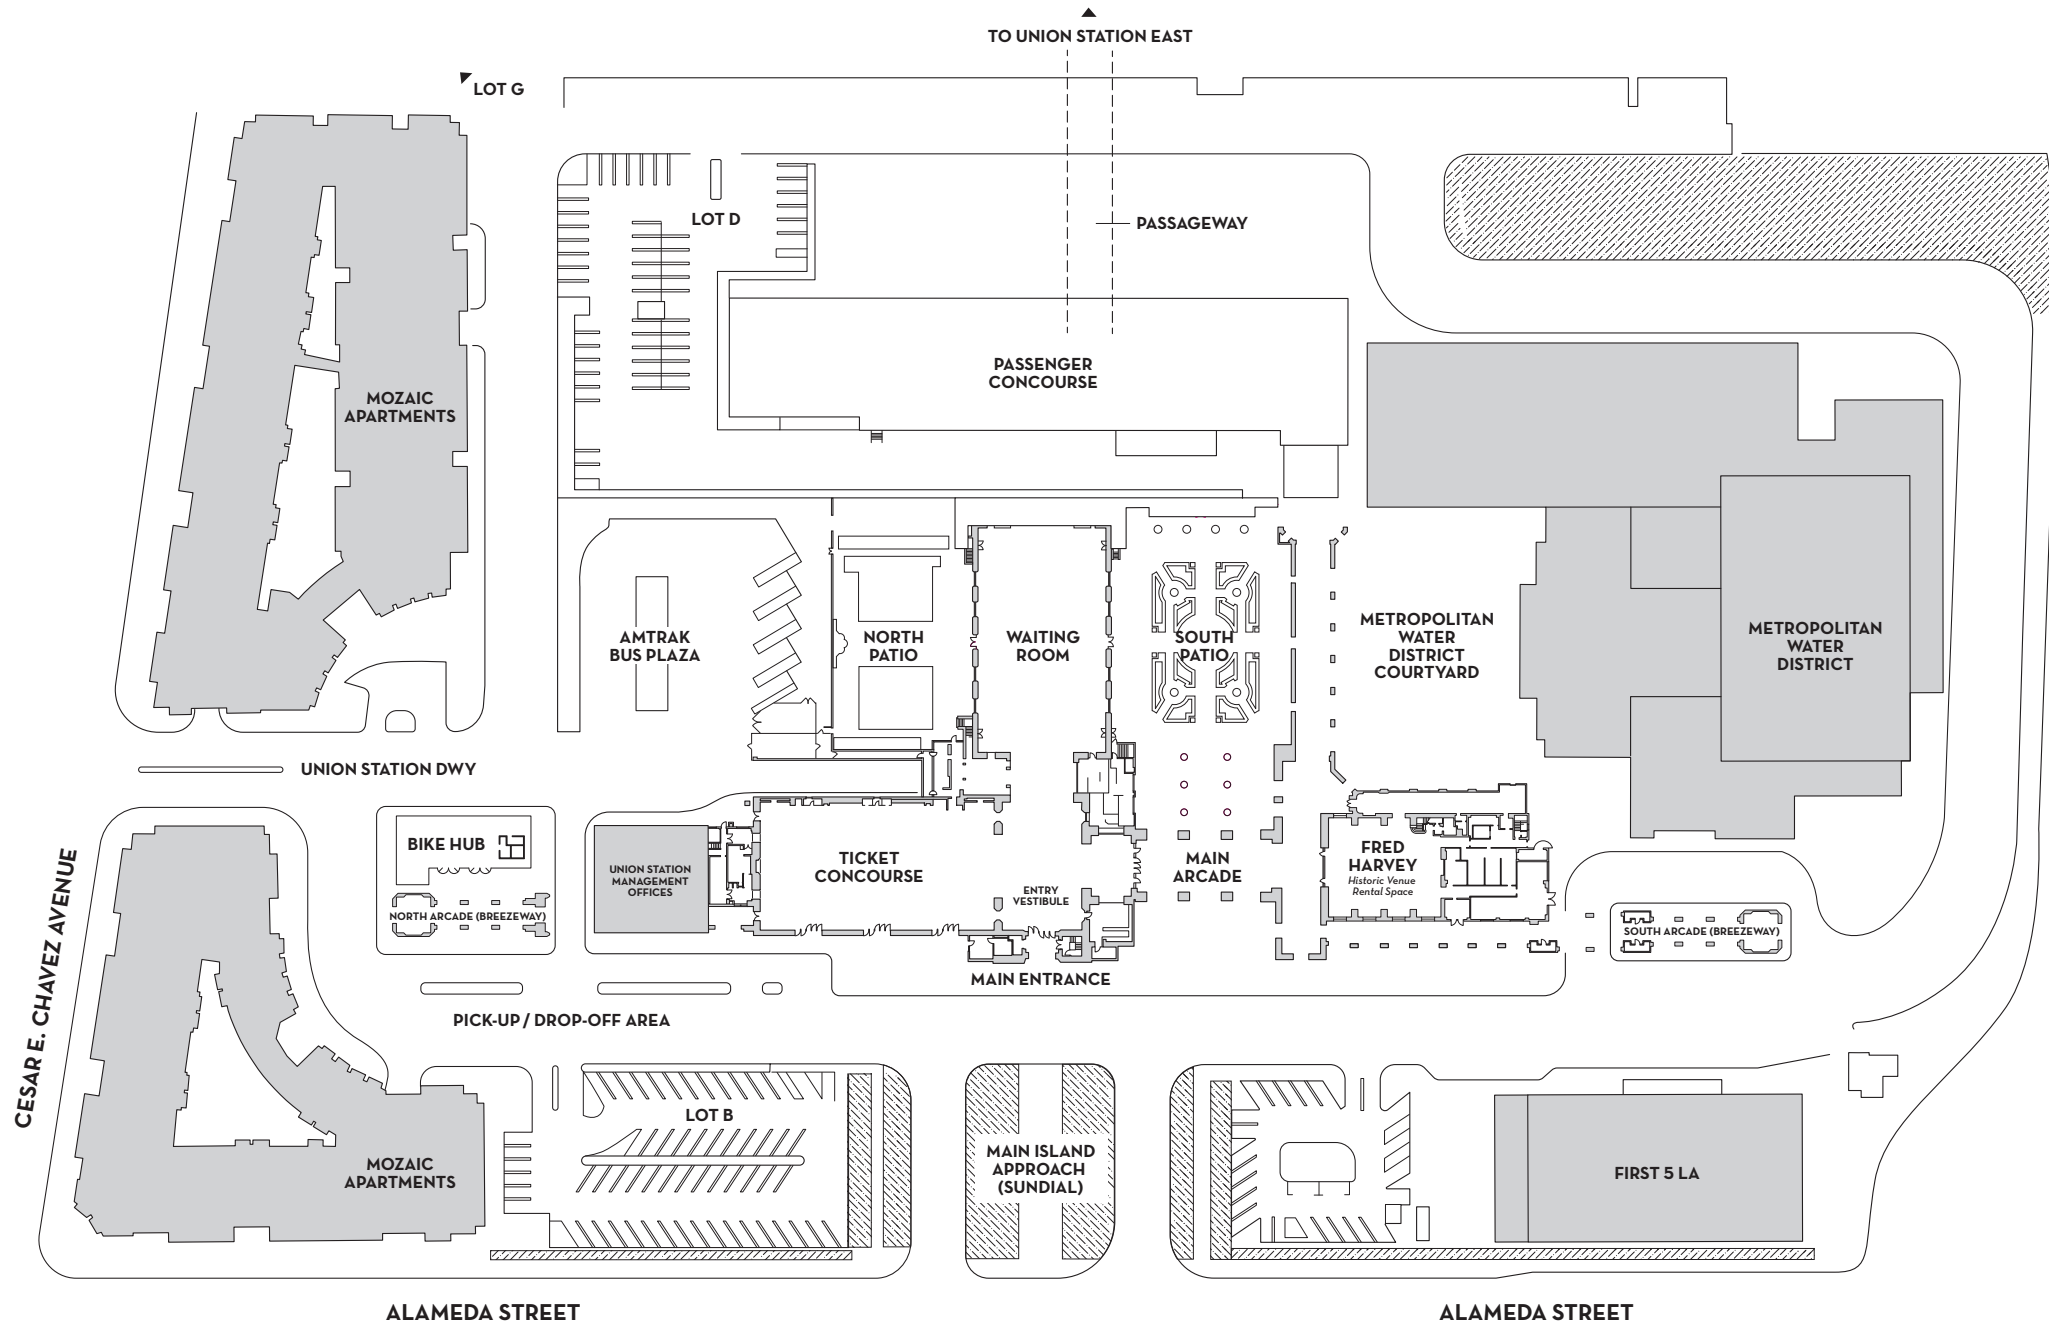 TO UNION STATION EAST
LOT G
LOT D
PASSAGEWAY
PASSENGER
CONCOURSE
MOZAIC
APARTMENTS
AMTRAK
BUS PLAZA
NORTH
PATIO
WAITING
ROOM
SOUTH
PATIO
METROPOLITAN
WATER
DISTRICT
COURTYARD
METROPOLITAN
WATER
DISTRICT
UNION STATION DWY
BIKE HUB
NORTH ARCADE (BREEZEWAY)
UNION STATION
MANAGEMENT
OFFICES
TICKET
CONCOURSE
ENTRY
VESTIBULE
MAIN
ARCADE
FRED
HARVEY
Historic Venue
Rental Space
SOUTH ARCADE (BREEZEWAY)
MAIN ENTRANCE
CESAR E. CHAVEZ AVENUE
PICK-UP / DROP-OFF AREA
LOT B
MOZAIC
APARTMENTS
MAIN ISLAND
APPROACH
(SUNDIAL)
FIRST 5 LA
ALAMEDA STREET
ALAMEDA STREET